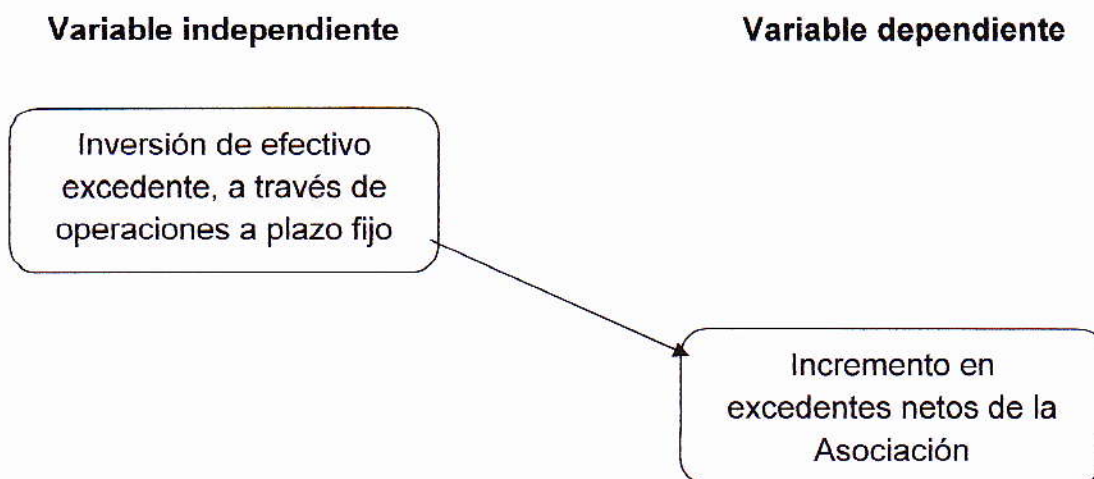 Variable independiente
Variable dependiente
Inversión de efectivo
excedente, a través de
operaciones a plazo fijo
Incremento en
excedentes netos de la
Asociación